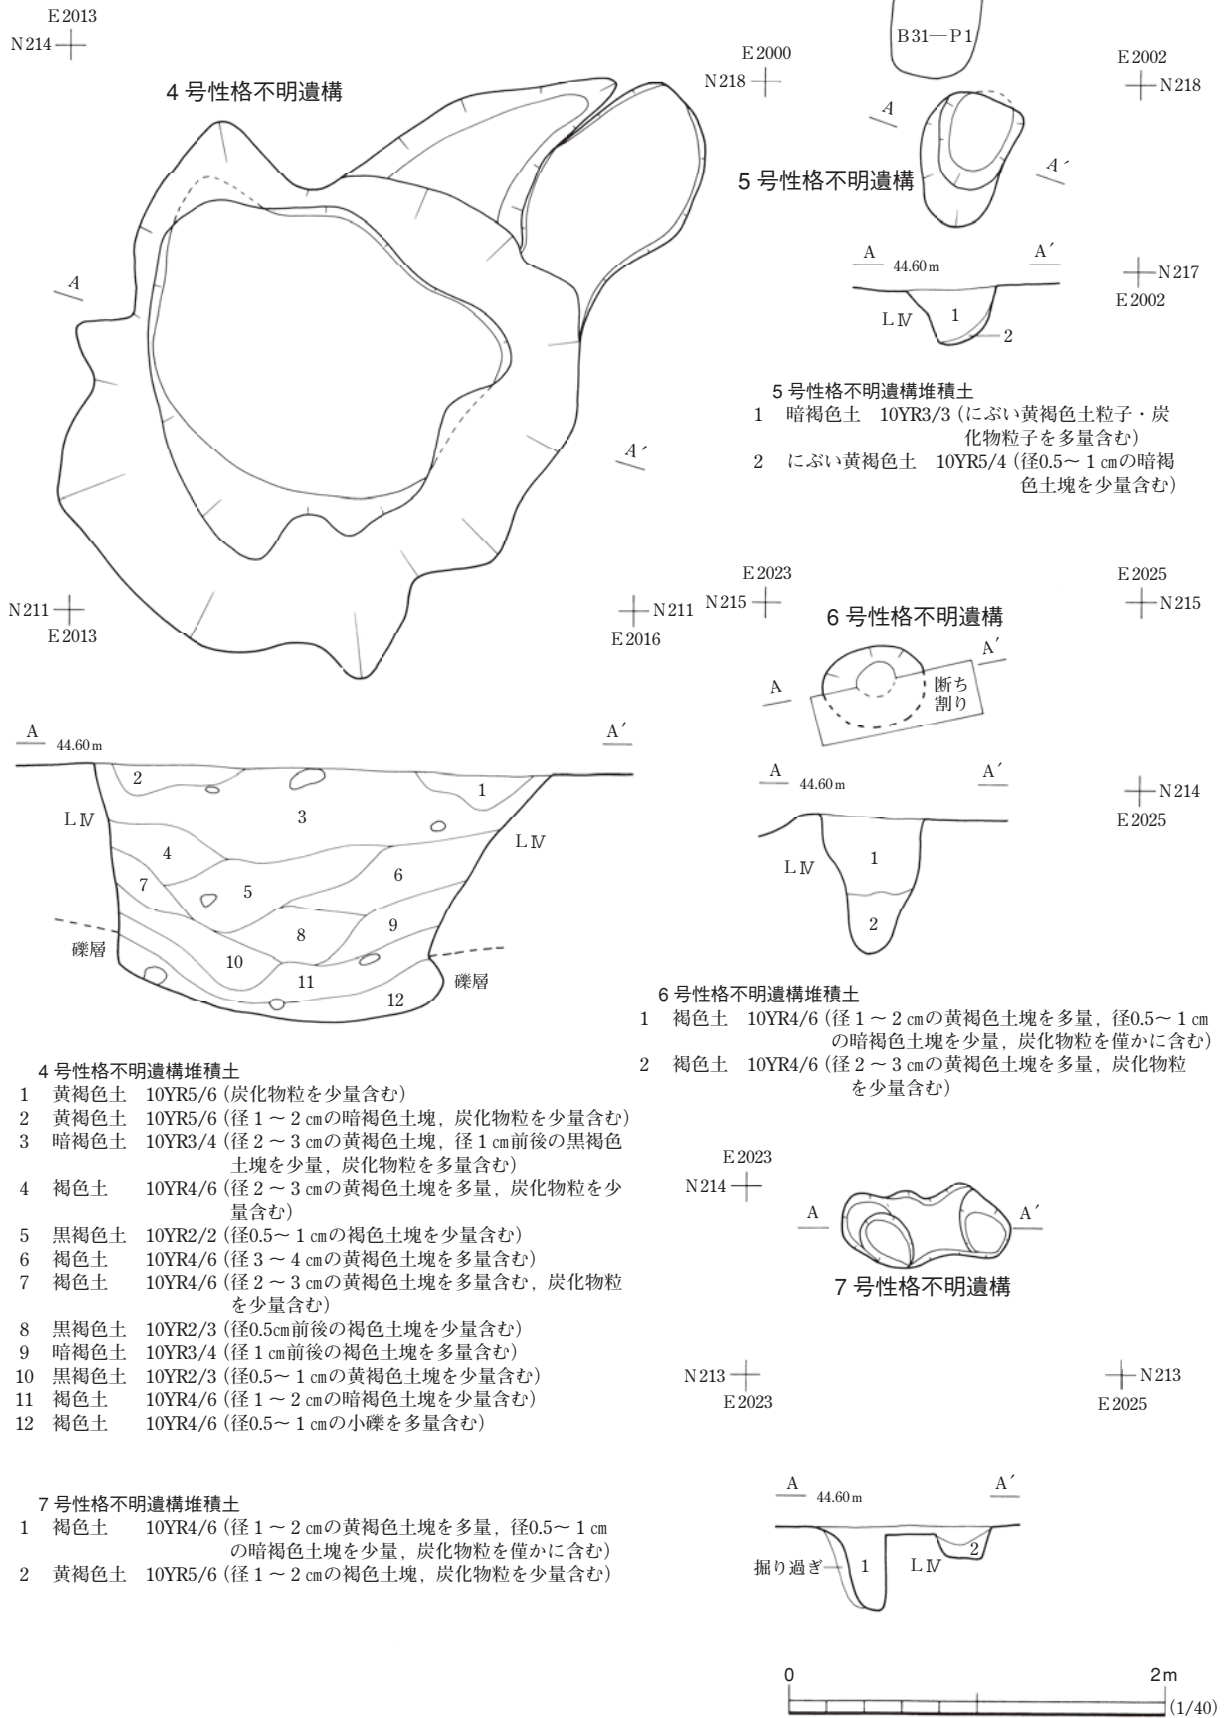 E2013
N214
4号性格不明遺構
A
A´
N211
E2013
N211
E2016
A
44.60m
A´
2
1
3
LⅣ
LⅣ
4
6
7
5
9
8
礫層
10
11
礫層
12
4号性格不明遺構堆積土
1 黄褐色土 10YR5/6（炭化物粒を少量含む）
2 黄褐色土 10YR5/6（径1～2㎝の暗褐色土塊，炭化物粒を少量含む）
3 暗褐色土 10YR3/4（径2～3㎝の黄褐色土塊，径1㎝前後の黒褐色
土塊を少量，炭化物粒を多量含む）
4 褐色土 10YR4/6（径2～3㎝の黄褐色土塊を多量，炭化物粒を少
量含む）
5 黒褐色土 10YR2/2（径0.5～1㎝の褐色土塊を少量含む）
6 褐色土 10YR4/6（径3～4㎝の黄褐色土塊を多量含む）
7 褐色土 10YR4/6（径2～3㎝の黄褐色土塊を多量含む，炭化物粒
を少量含む）
8 黒褐色土 10YR2/3（径0.5㎝前後の褐色土塊を少量含む）
9 暗褐色土 10YR3/4（径1㎝前後の褐色土塊を多量含む）
10 黒褐色土 10YR2/3（径0.5～1㎝の黄褐色土塊を少量含む）
11 褐色土 10YR4/6（径1～2㎝の暗褐色土塊を少量含む）
12 褐色土 10YR4/6（径0.5～1㎝の小礫を多量含む）
7号性格不明遺構堆積土
1 褐色土 10YR4/6（径1～2㎝の黄褐色土塊を多量，径0.5～1㎝
の暗褐色土塊を少量，炭化物粒を僅かに含む）
2 黄褐色土 10YR5/6（径1～2㎝の褐色土塊，炭化物粒を少量含む）
B31―P1
E2000
N218
E2002
N218
A
A´
5号性格不明遺構
A
44.60m
A´
N217
E2002
LⅣ
1
2
5号性格不明遺構堆積土
1 暗褐色土 10YR3/3（にぶい黄褐色土粒子・炭
化物粒子を多量含む）
2 にぶい黄褐色土 10YR5/4（径0.5～1㎝の暗褐
色土塊を少量含む）
E2023
N215
E2025
N215
6号性格不明遺構
A´
A
断ち
割り
A
44.60m
A´
N214
E2025
LⅣ
1
2
6号性格不明遺構堆積土
1 褐色土 10YR4/6（径1～2㎝の黄褐色土塊を多量，径0.5～1㎝
の暗褐色土塊を少量，炭化物粒を僅かに含む）
2 褐色土 10YR4/6（径2～3㎝の黄褐色土塊を多量，炭化物粒
を少量含む）
E2023
N214
A
A´
7号性格不明遺構
N213
E2023
N213
E2025
A
44.60m
A´
掘り過ぎ
1
LⅣ
2
0
2m
(1/40)